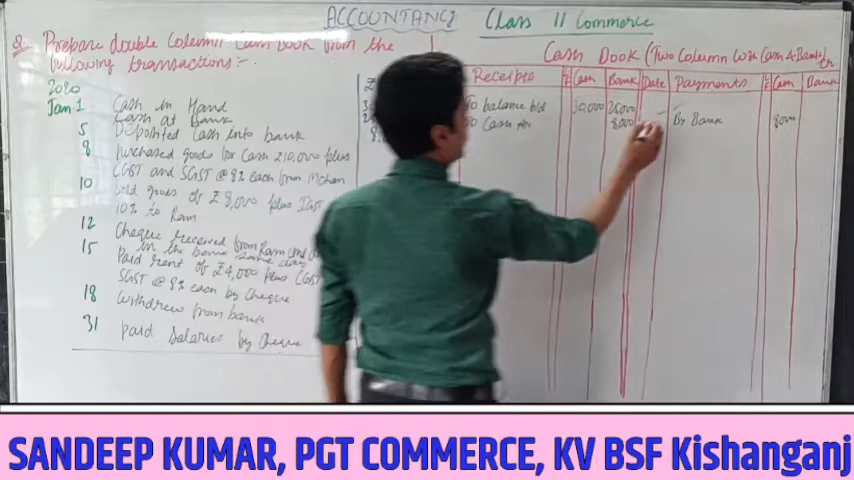 ACCOUNTANCY Class 11 Commerce
Q. Prepare double Column Cash Book from the
following transactions:-
2020
Jan.1 Cash in Hand
Cash at Bank
5 Deposited Cash into bank
8 Purchased goods for Cash ₹10,000 plus
CGST and SGST @ 9% each from Mohan
10 Sold goods of ₹8,000 plus IGST
10% to Ram
12 Cheque received from Ram and
in the bank same day
15 Paid rent of ₹4,000 plus CGST
SGST @ 9% each by cheque
18 Withdrew from bank
31 Paid Salaries by Cheque
Cash Book (Two Column With Cash & Bank) Cr
Receipts Cash Bank Date Payments Cash Bank
To balance b/d 30,000 25,000
To Cash A/c 8,000 By Bank 8,000
SANDEEP KUMAR, PGT COMMERCE, KV BSF Kishanganj